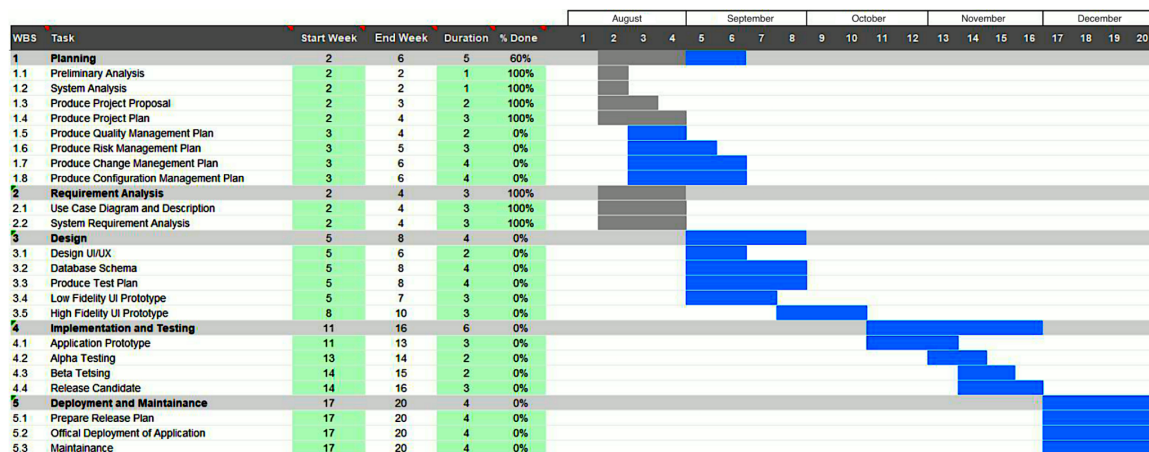 August September October November December
WBS Task Start Week End Week Duration % Done 1 2 3 4 5 6 7 8 9 10 11 12 13 14 15 16 17 18 19 20
1 Planning 2 6 5 60%
1.1 Preliminary Analysis 2 2 1 100%
1.2 System Analysis 2 2 1 100%
1.3 Produce Project Proposal 2 3 2 100%
1.4 Produce Project Plan 2 4 3 100%
1.5 Produce Quality Management Plan 3 4 2 0%
1.6 Produce Risk Management Plan 3 5 3 0%
1.7 Produce Change Manegement Plan 3 6 4 0%
1.8 Produce Configuration Management Plan 3 6 4 0%
2 Requirement Analysis 2 4 3 100%
2.1 Use Case Diagram and Description 2 4 3 100%
2.2 System Requirement Analysis 2 4 3 100%
3 Design 5 8 4 0%
3.1 Design UI/UX 5 6 2 0%
3.2 Database Schema 5 8 4 0%
3.3 Produce Test Plan 5 8 4 0%
3.4 Low Fidelity UI Prototype 5 7 3 0%
3.5 High Fidelity UI Prototype 8 10 3 0%
4 Implementation and Testing 11 16 6 0%
4.1 Application Prototype 11 13 3 0%
4.2 Alpha Testing 13 14 2 0%
4.3 Beta Tetsing 14 15 2 0%
4.4 Release Candidate 14 16 3 0%
5 Deployment and Maintainance 17 20 4 0%
5.1 Prepare Release Plan 17 20 4 0%
5.2 Offical Deployment of Application 17 20 4 0%
5.3 Maintainance 17 20 4 0%